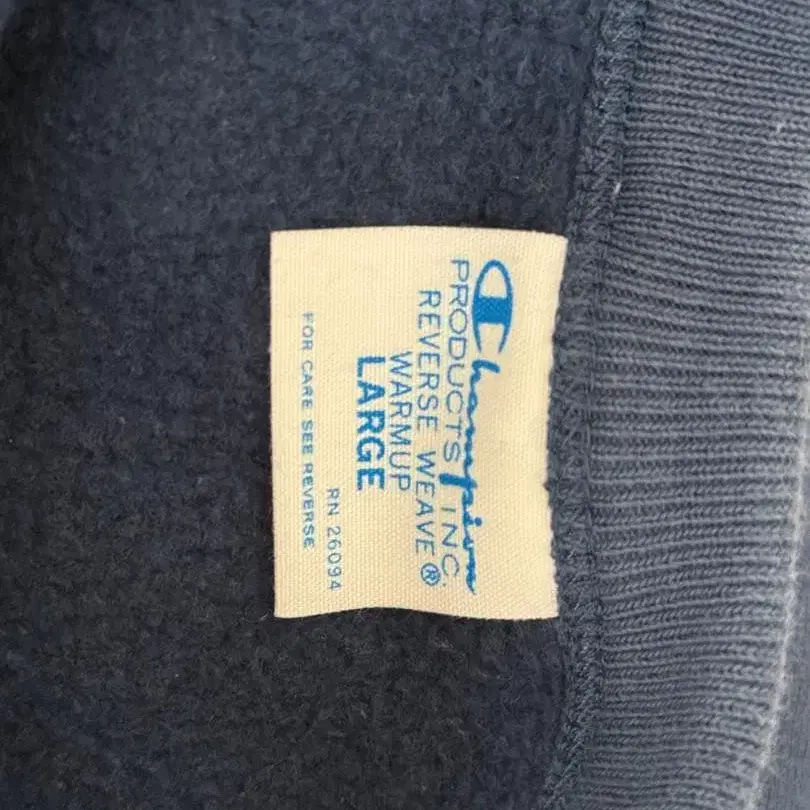 Champion
PRODUCTS INC.
REVERSE WEAVE®
WARMUP
LARGE
RN 26094
FOR CARE SEE REVERSE